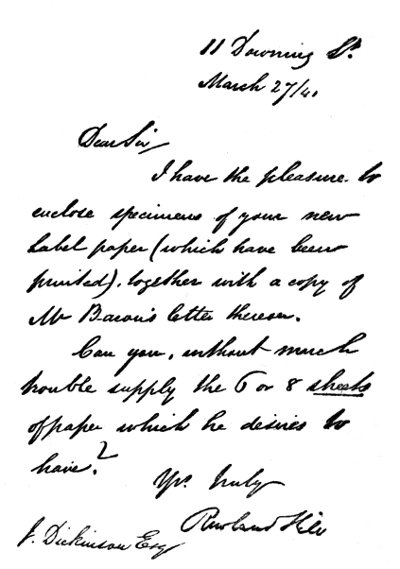 11 Downing St.
March 27/41
Dear Sir
I have the pleasure to
enclose specimens of your new
Label paper (which have been
printed), together with a copy of
Mr Bacon's letter thereon.
Can you, without much
trouble supply the 6 or 8 sheets
of paper which he desires to
have?
Yrs. truly
Rowland Hill
J. Dickinson Esq